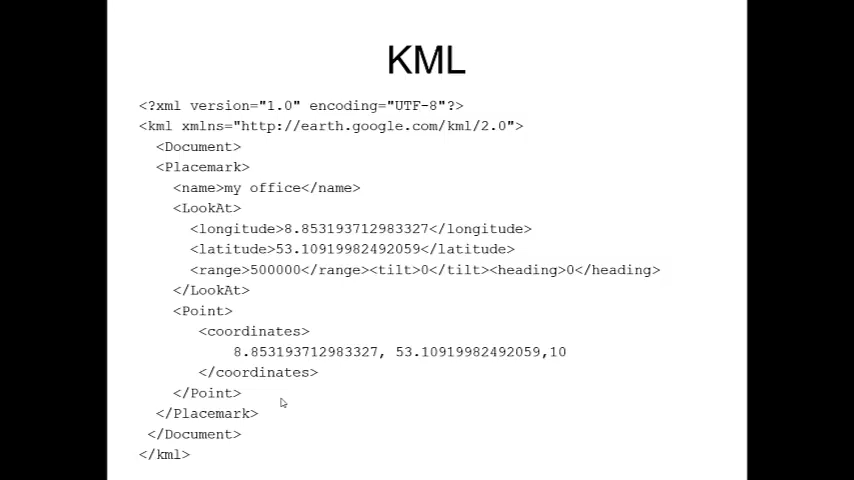 KML
<?xml version="1.0" encoding="UTF-8"?>
<kml xmlns="http://earth.google.com/kml/2.0">
<Document>
<Placemark>
<name>my office</name>
<LookAt>
<longitude>8.853193712983327</longitude>
<latitude>53.10919982492059</latitude>
<range>500000</range><tilt>0</tilt><heading>0</heading>
</LookAt>
<Point>
<coordinates>
8.853193712983327, 53.10919982492059,10
</coordinates>
</Point>
</Placemark>
</Document>
</kml>